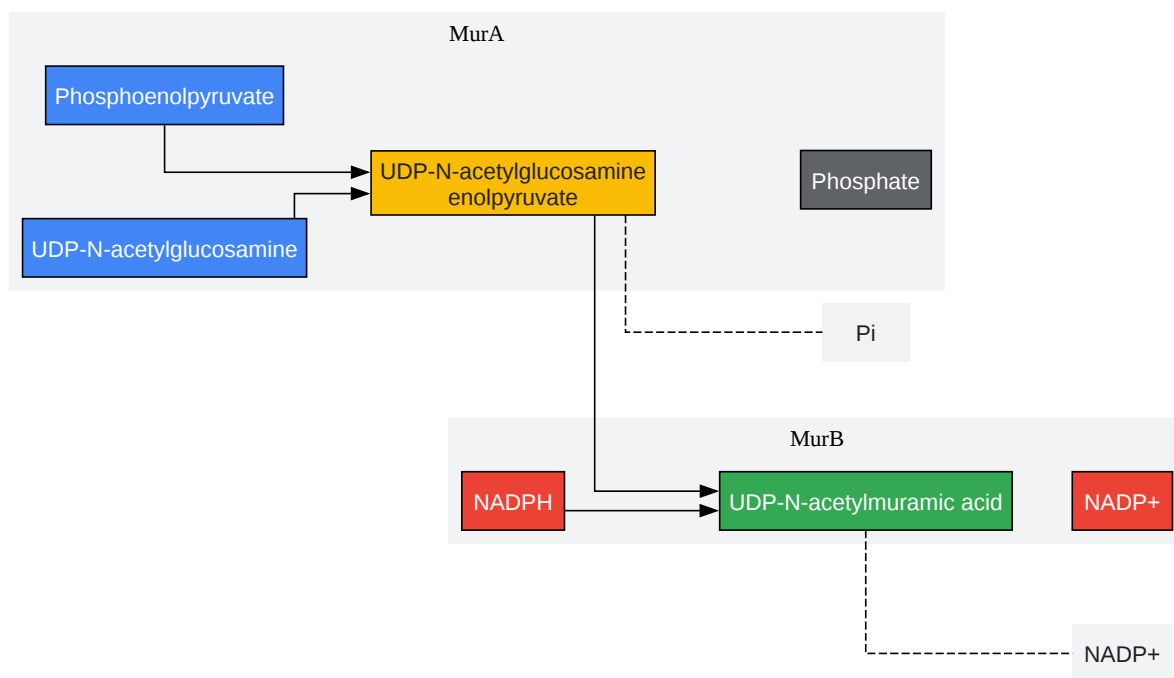 MurA
Phosphoenolpyruvate
UDP-N-acetylglucosamine
enolpyruvate
Phosphate
UDP-N-acetylglucosamine
Pi
MurB
NADPH
UDP-N-acetylmuramic acid
NADP+
NADP+